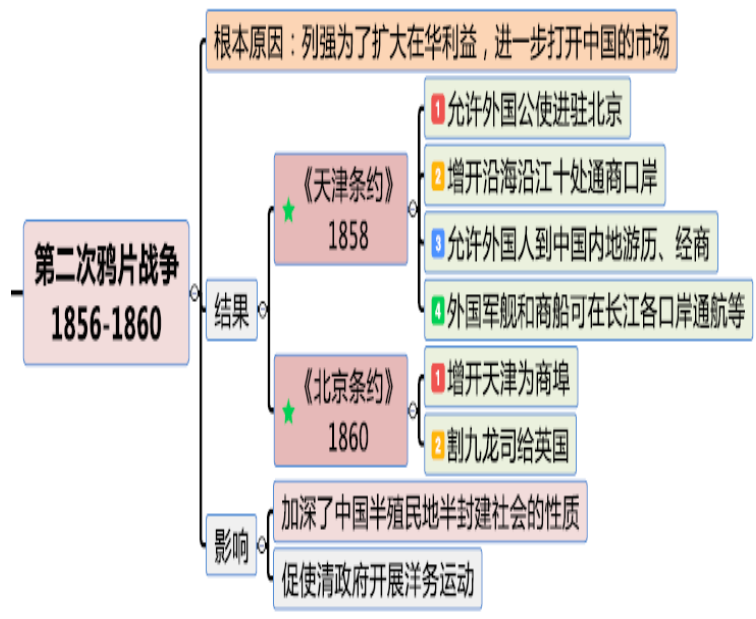 根本原因：列强为了扩大在华利益，进一步打开中国的市场
第二次鸦片战争
1856-1860
结果
《天津条约》
1858
1 允许外国公使进驻北京
2 增开沿海沿江十处通商口岸
3 允许外国人到中国内地游历、经商
4 外国军舰和商船可在长江各口岸通航等
《北京条约》
1860
1 增开天津为商埠
2 割九龙司给英国
影响
加深了中国半殖民地半封建社会的性质
促使清政府开展洋务运动